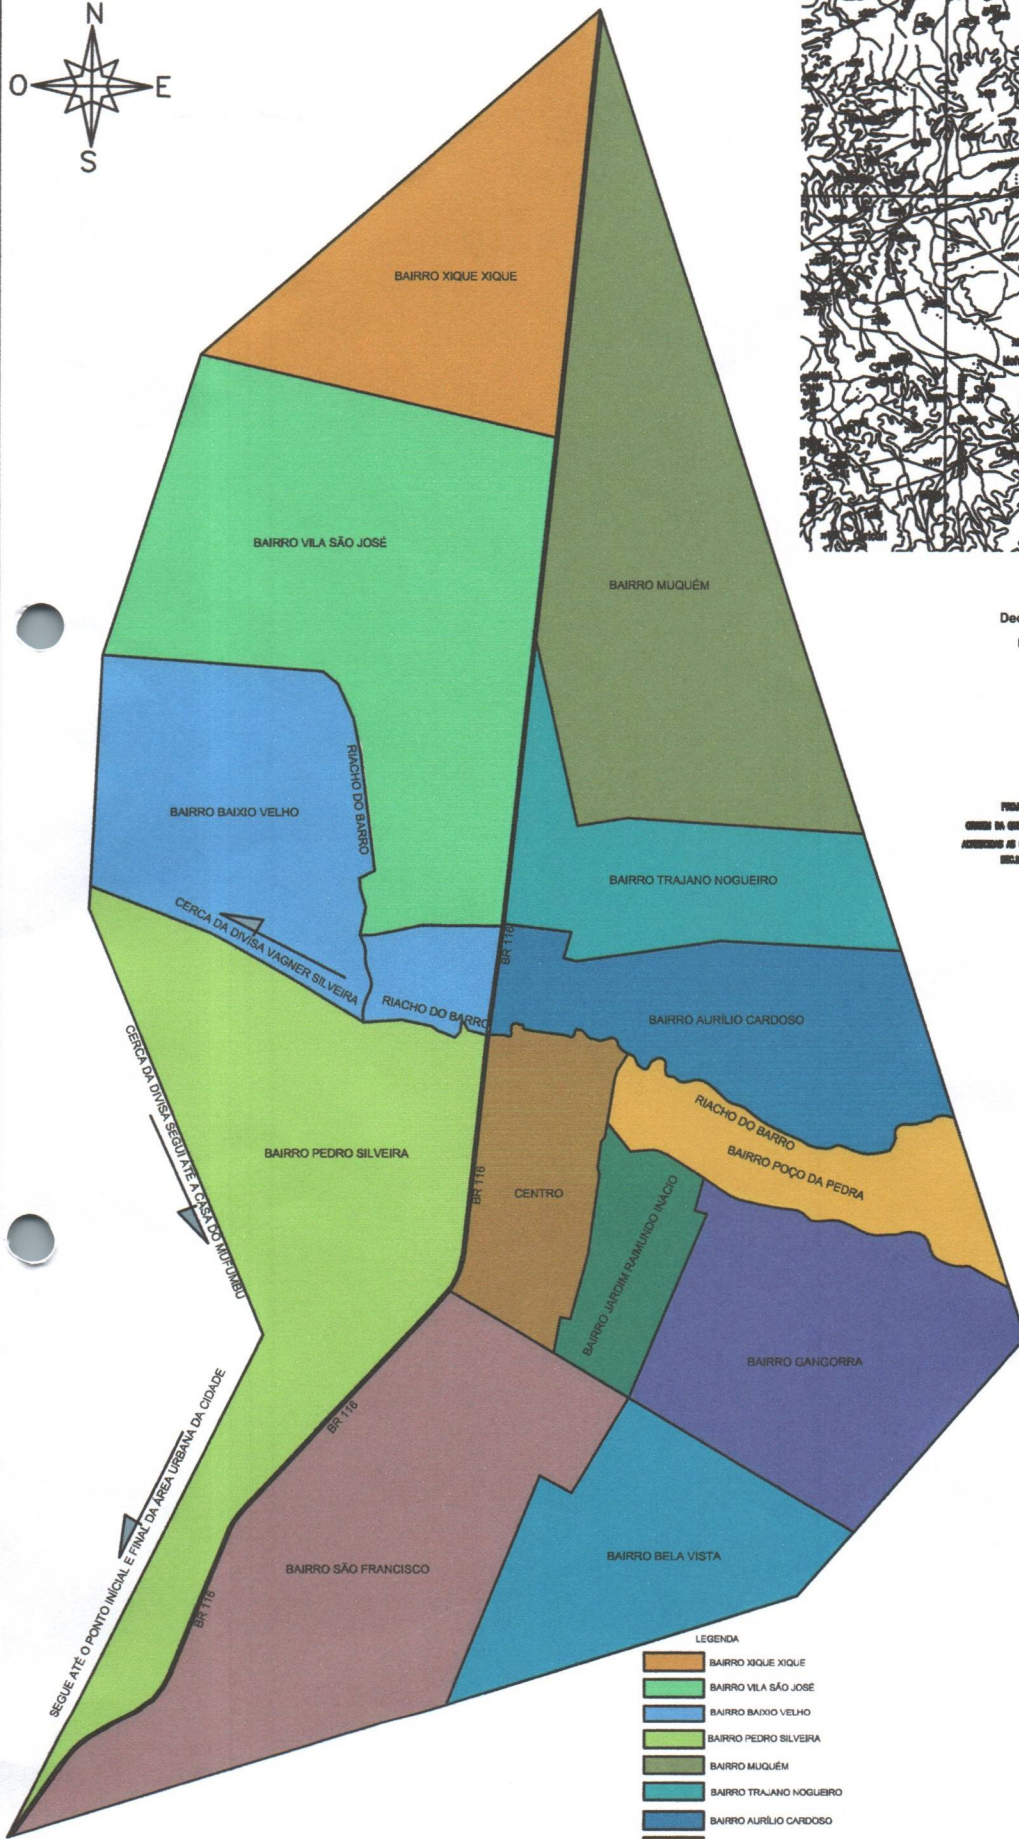 N
O
E
S
BAIRRO XIQUE XIQUE
BAIRRO VILA SÃO JOSÉ
BAIRRO MUQUÉM
RIACHO DO BARRO
BAIRRO BAIXIO VELHO
BAIRRO TRAJANO NOGUEIRO
CERCA DA DIVISA VAGNER SILVEIRA
BR 116
RIACHO DO BARRO
BAIRRO AURÍLIO CARDOSO
CERCA DA DIVISA SEGUI ATÉ A CASA DO MUFUMBU
RIACHO DO BARRO
BAIRRO POÇO DA PEDRA
BAIRRO PEDRO SILVEIRA
BR 116
CENTRO
BAIRRO JARDIM RAIMUNDO INÁCIO
BAIRRO GANGORRA
BR 116
SEGUE ATÉ O PONTO INÍCIAL E FINAL DA ÁREA URBANA DA CIDADE
BAIRRO SÃO FRANCISCO
BAIRRO BELA VISTA
BR 116
LEGENDA
BAIRRO XIQUE XIQUE
BAIRRO VILA SÃO JOSÉ
BAIRRO BAIXIO VELHO
BAIRRO PEDRO SILVEIRA
BAIRRO MUQUÉM
BAIRRO TRAJANO NOGUEIRO
BAIRRO AURÍLIO CARDOSO